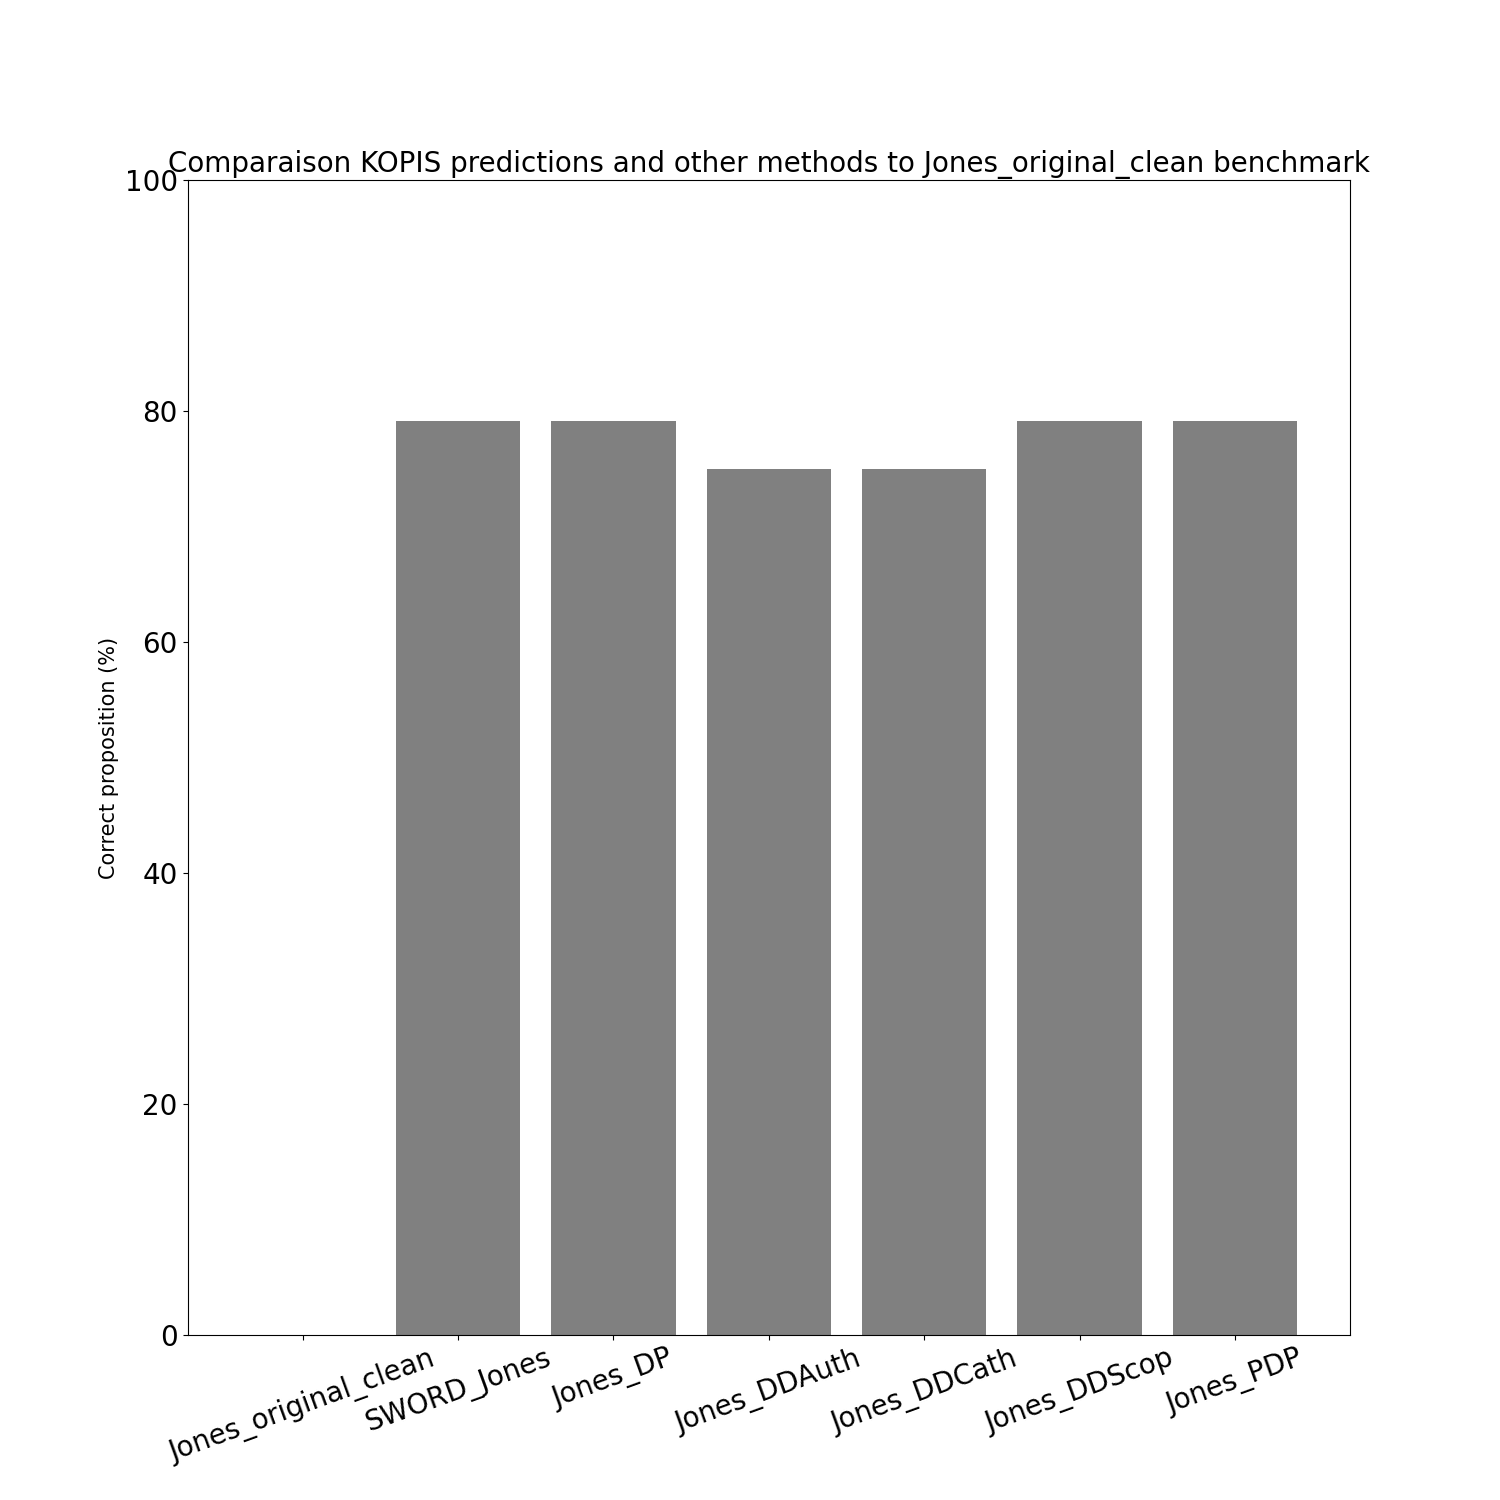 Comparaison KOPIS predictions and other methods to Jones_original_clean benchmark
100
80
60
40
20
0
Correct proposition (%)
Jones_original_clean
SWORD_Jones
Jones_DP
Jones_DDAuth
Jones_DDCath
Jones_DDScop
Jones_PDP